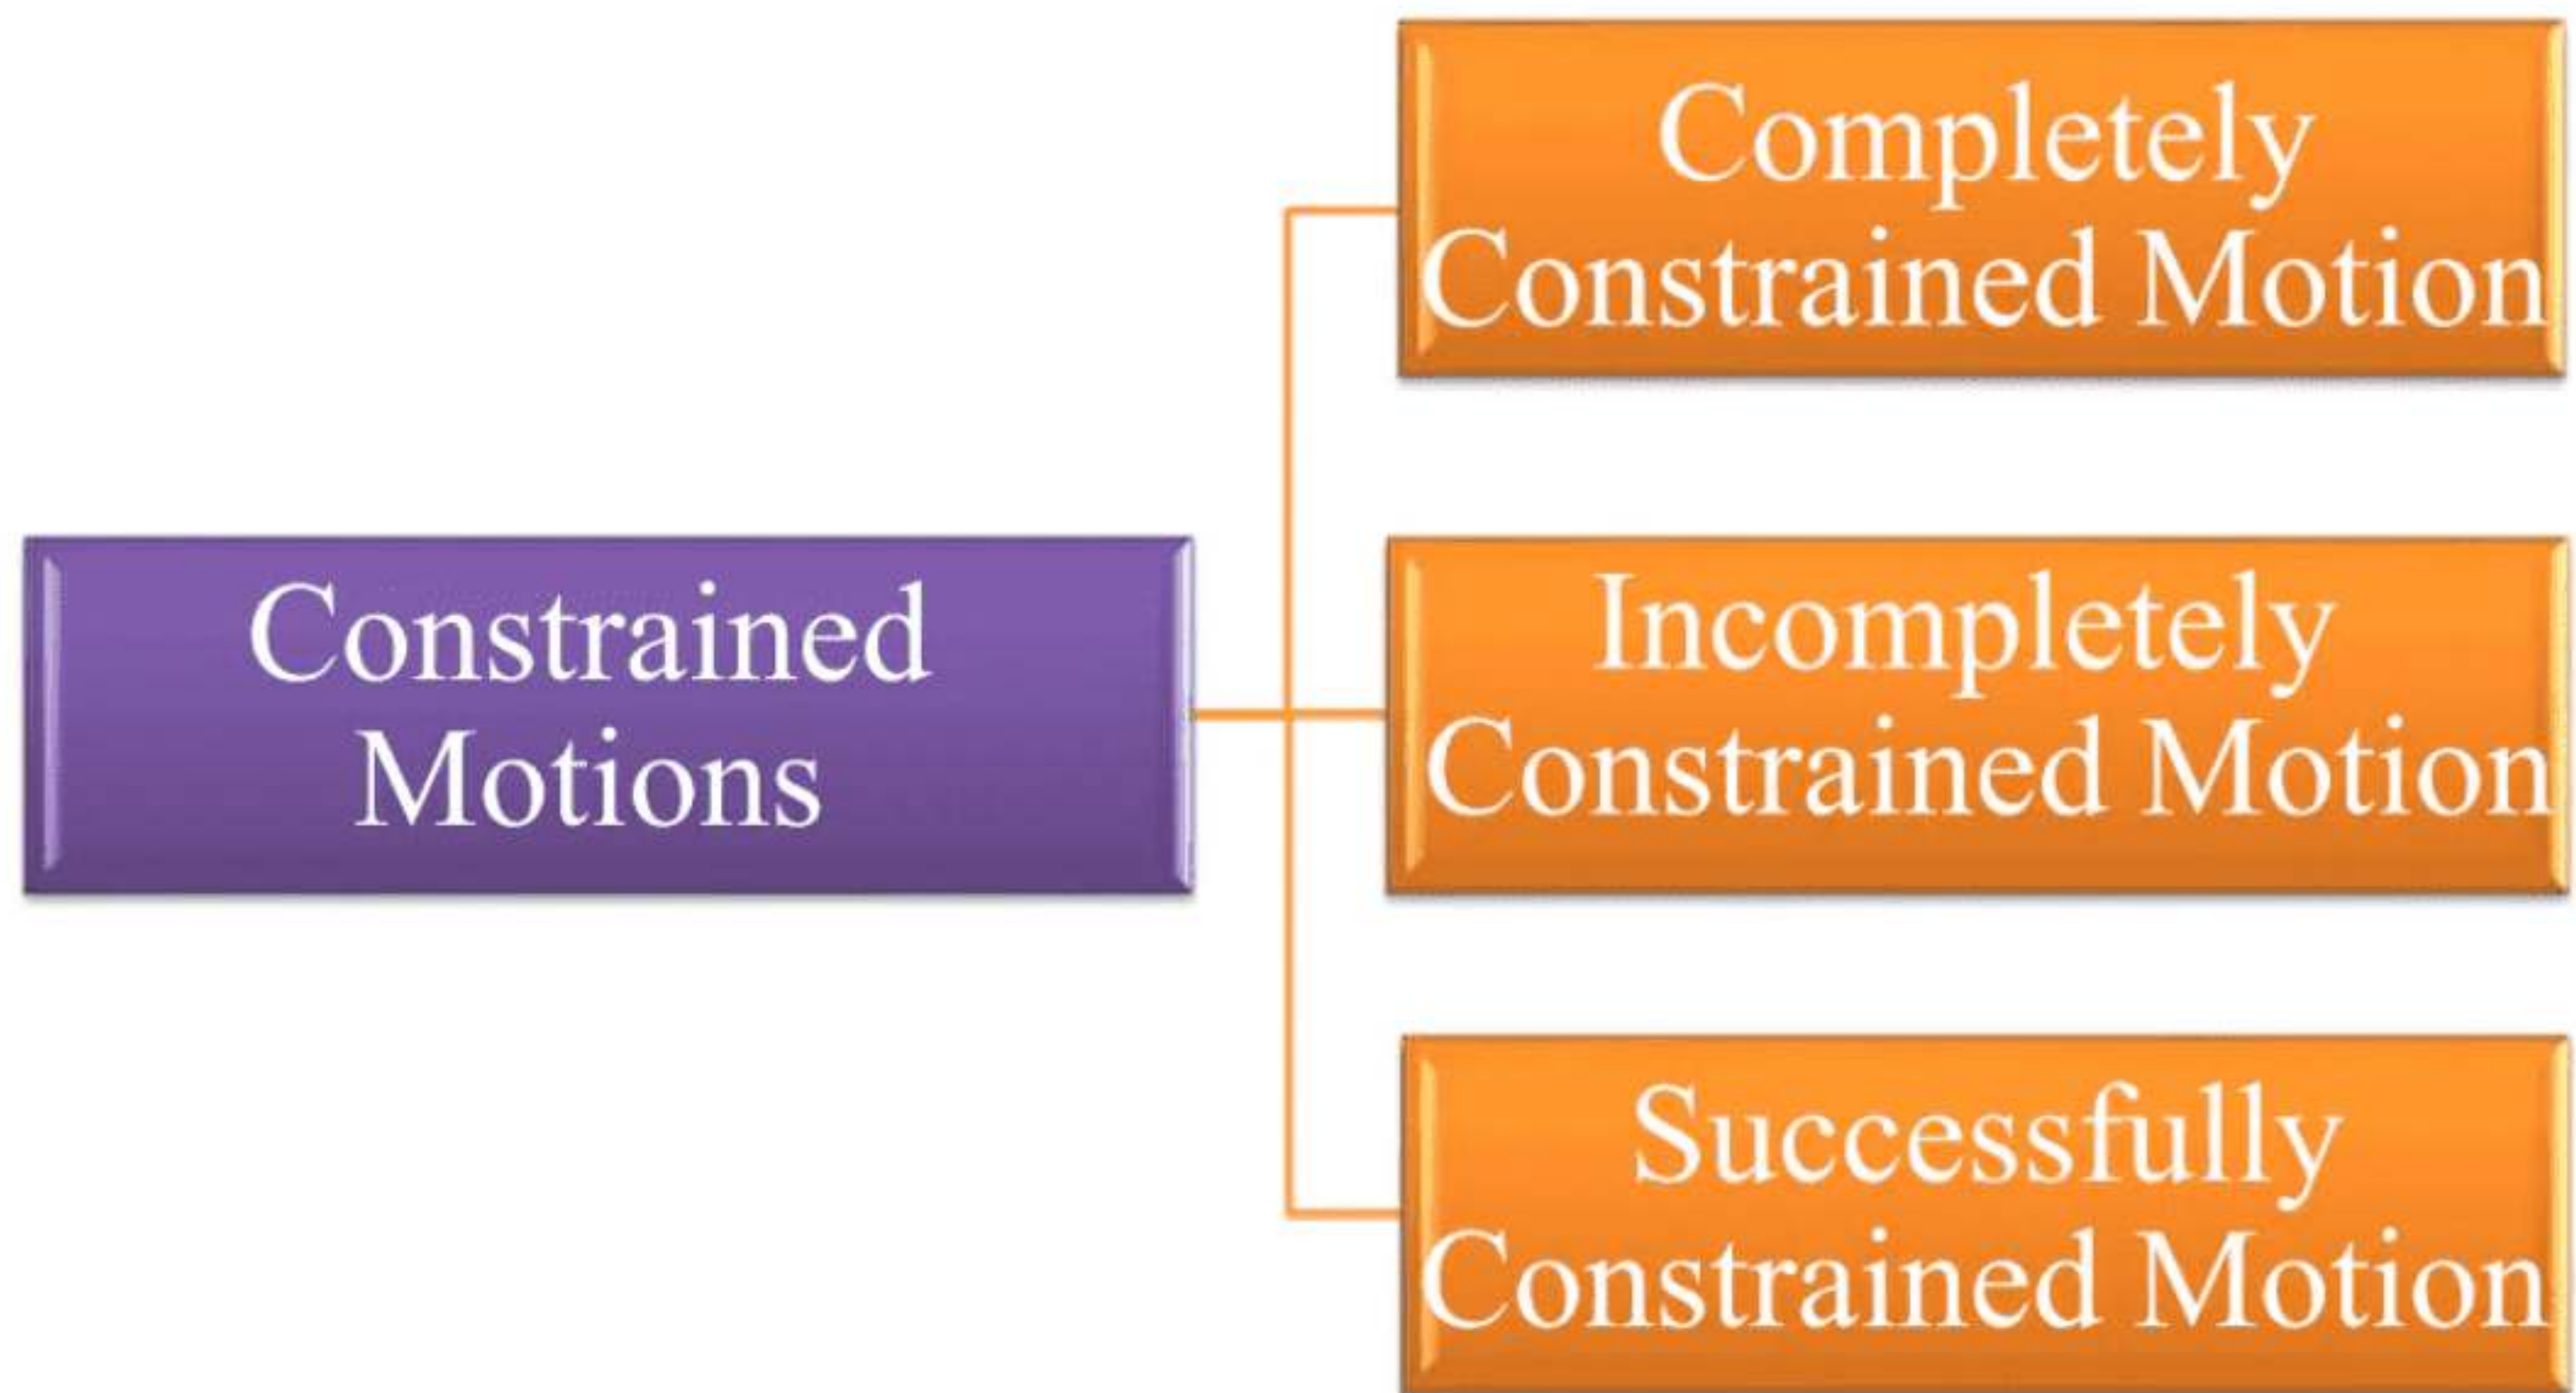 Constrained
Motions
Completely
Constrained Motion
Incompletely
Constrained Motion
Successfully
Constrained Motion